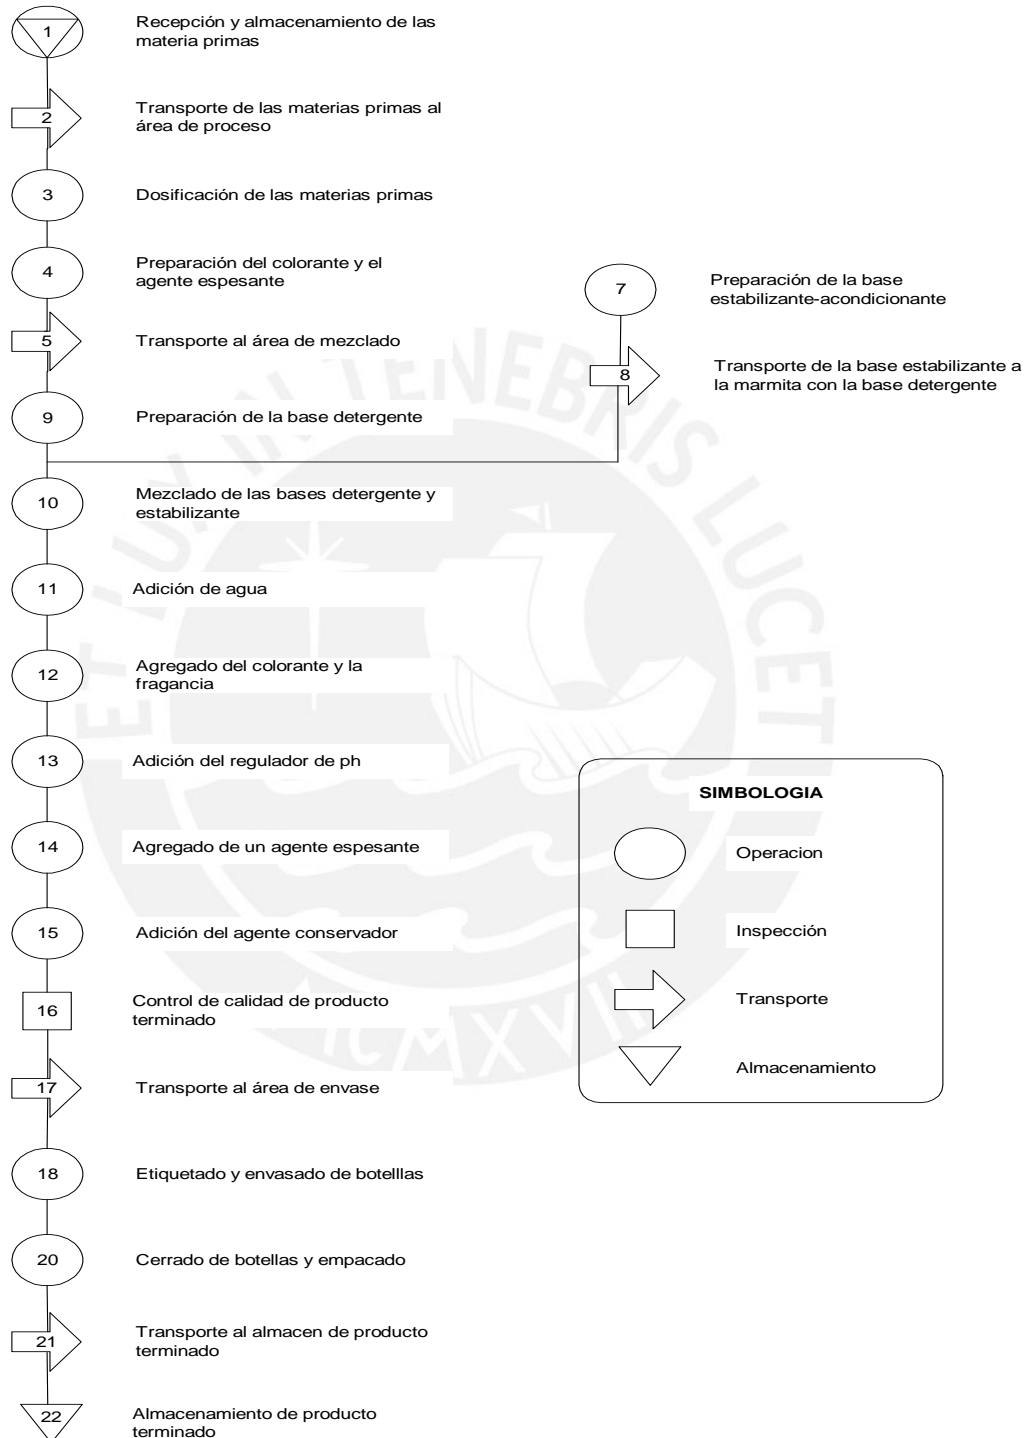 1
Recepción y almacenamiento de las
materia primas
2
Transporte de las materias primas al
área de proceso
3
Dosificación de las materias primas
4
Preparación del colorante y el
agente espesante
7
Preparación de la base
estabilizante-acondicionante
5
Transporte al área de mezclado
8
Transporte de la base estabilizante a
la marmita con la base detergente
9
Preparación de la base detergente
10
Mezclado de las bases detergente y
estabilizante
11
Adición de agua
12
Agregado del colorante y la
fragancia
13
Adición del regulador de ph
14
Agregado de un agente espesante
15
Adición del agente conservador
16
Control de calidad de producto
terminado
17
Transporte al área de envase
18
Etiquetado y envasado de botelllas
20
Cerrado de botellas y empacado
21
Transporte al almacen de producto
terminado
22
Almacenamiento de producto
terminado
SIMBOLOGIA
Operacion
Inspección
Transporte
Almacenamiento
ET LUX IN TENEBRIS LUCET
MCMXVII